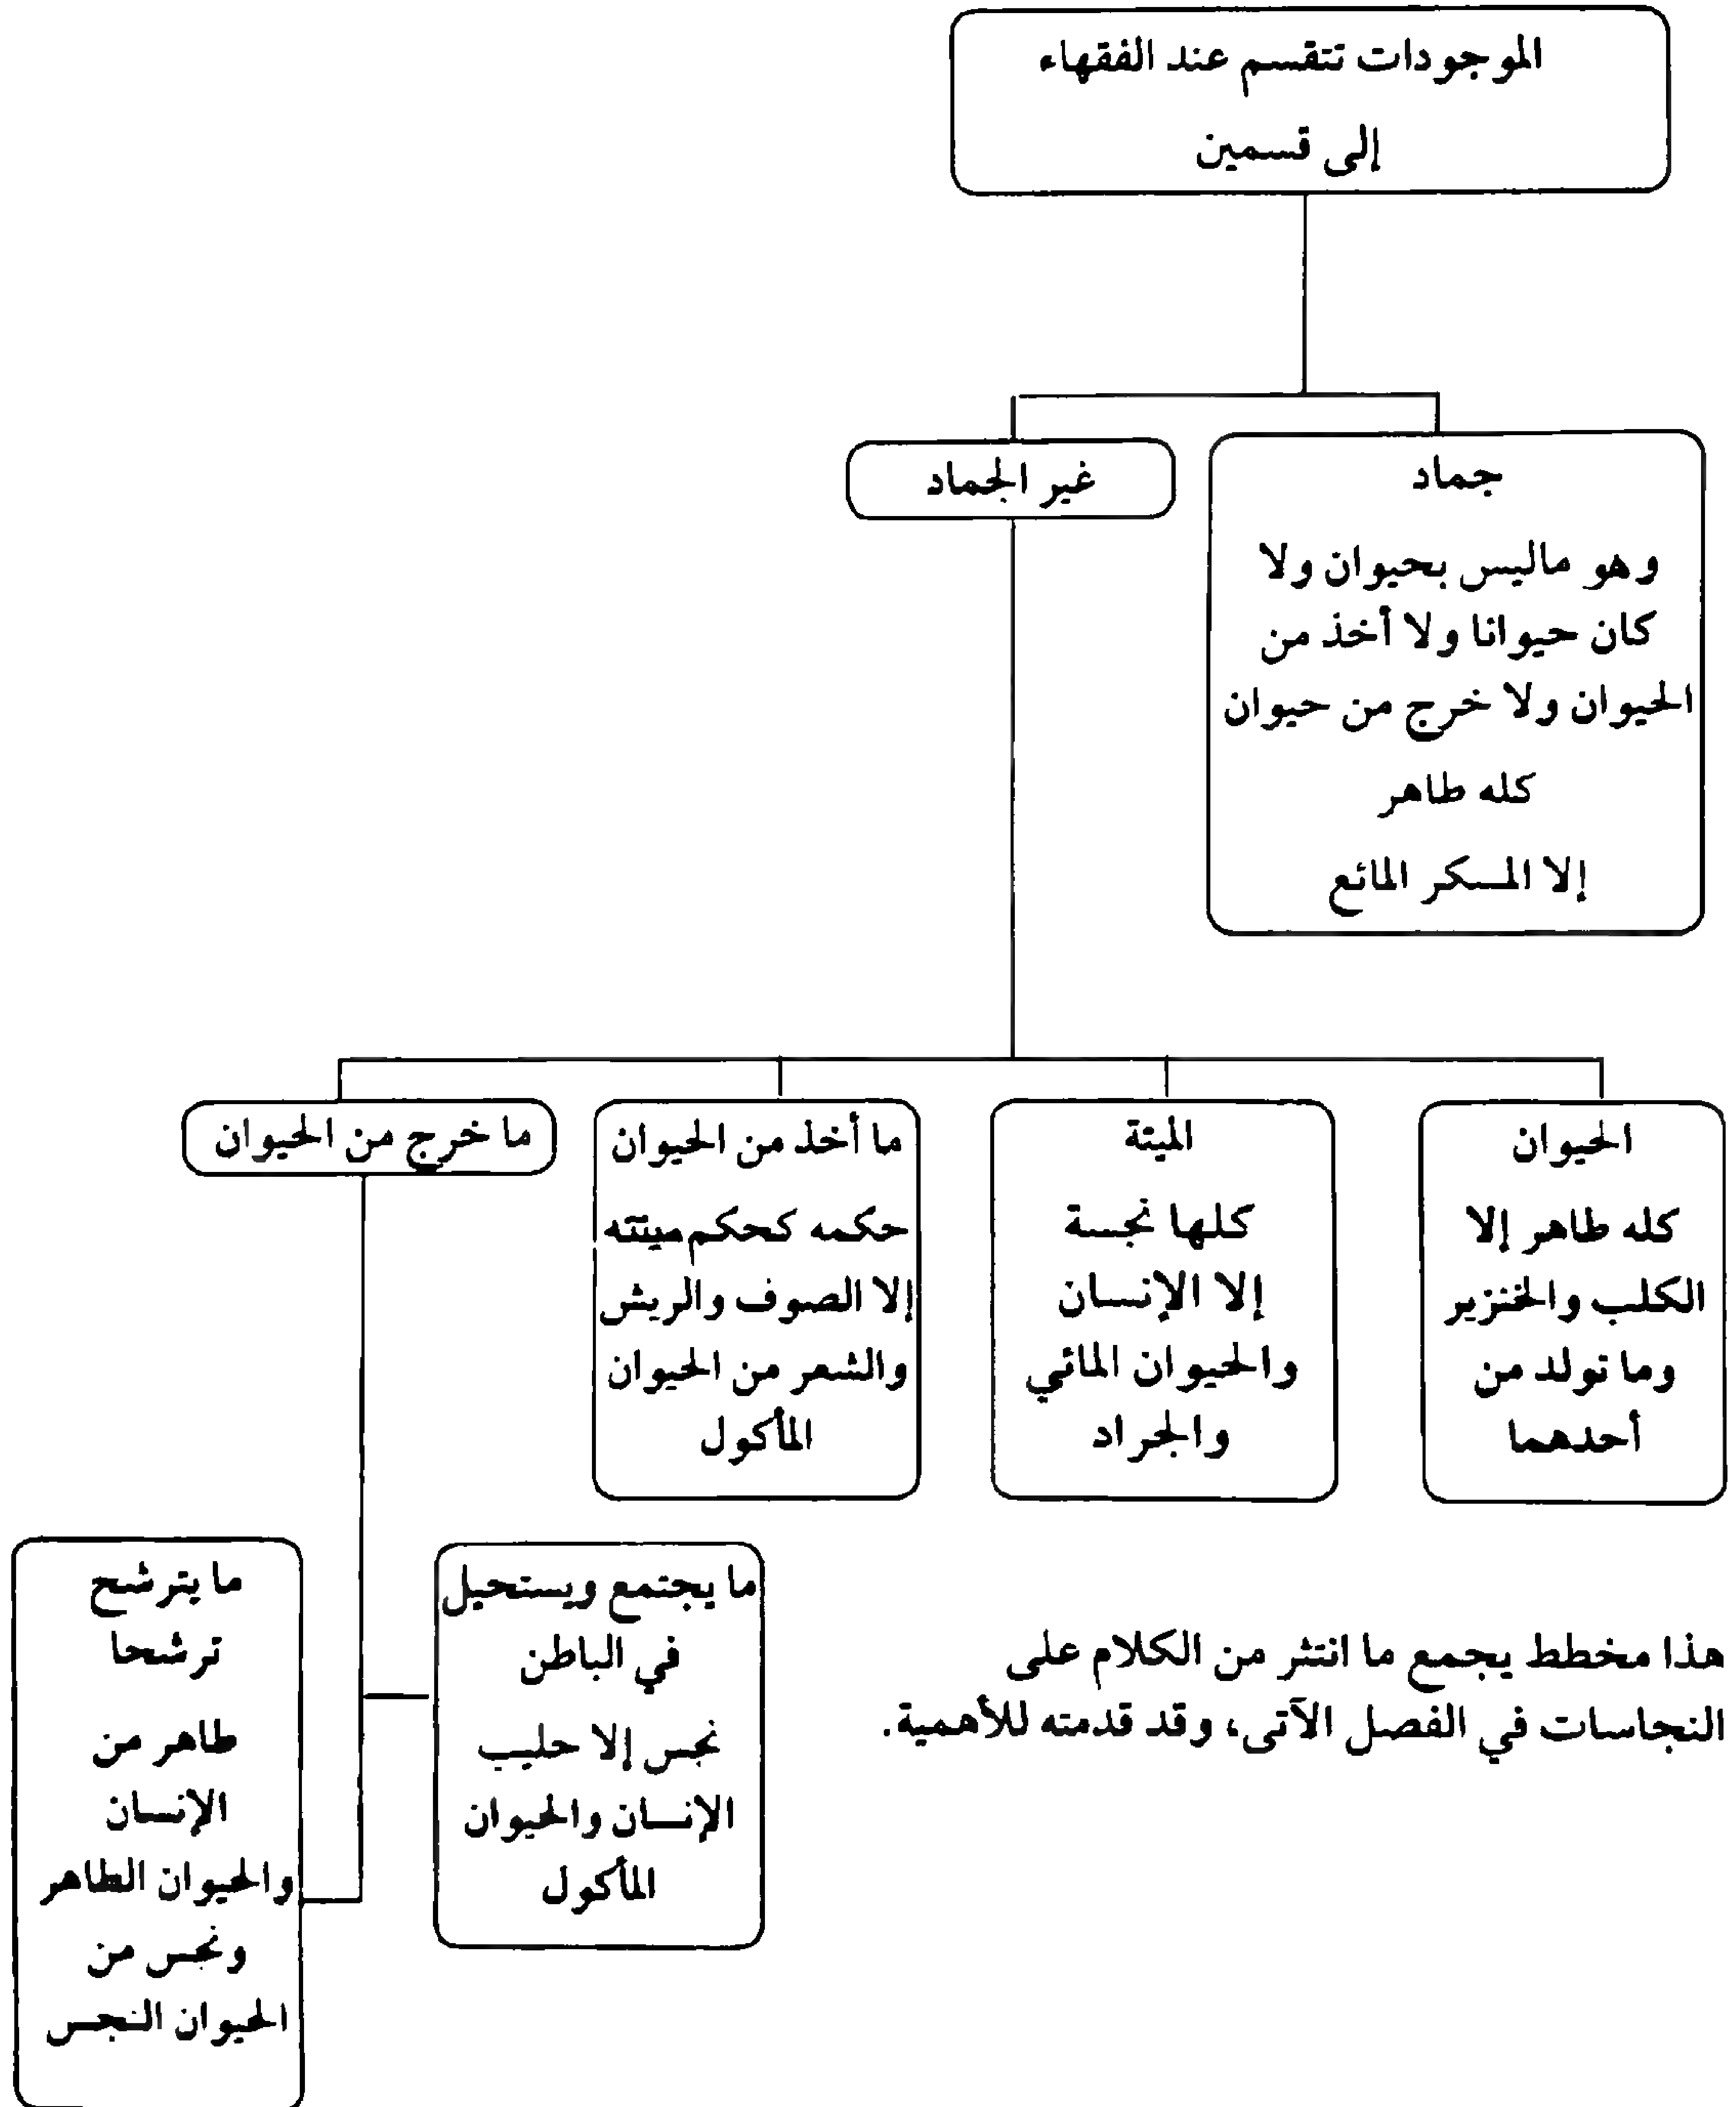 الموجودات تتقسم عند الفقهاء
إلى قسمين
جماد
وهو ماليس بحيوان ولا
كان حيوانا ولا أخذ من
الحيوان ولا خرج من حيوان
كله طاهر
إلا المسكر المائع
غير الجماد
الحيوان
كله طاهر إلا
الكلب والخنزير
وما تولد من
أحدهما
الميتة
كلها نجسة
إلا الإنسان
والحيوان المائي
والجراد
ما أخذ من الحيوان
حكمه كحكم ميتته
إلا الصوف والريش
والشعر من الحيوان
المأكول
ما خرج من الحيوان
ما يجتمع ويستحيل
في الباطن
نجس إلا حليب
الإنسان والحيوان
المأكول
ما يترشح
ترشحا
طاهر من
الإنسان
والحيوان الطاهر
ونجس من
الحيوان النجس
هذا مخطط يجمع ما انتثر من الكلام على
النجاسات في الفصل الآتى، وقد قدمته للأهمية.